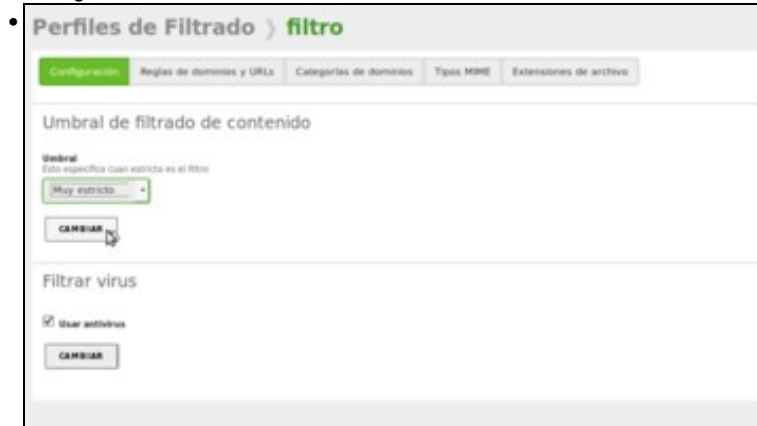 Perfiles de Filtrado ⟩ filtro
Configuración Reglas de dominios y URLs Categorías de dominios Tipos MIME Extensiones de archivo
Umbral de filtrado de contenido
Umbral
Esto especifica cuan estricto es el filtro
Muy estricto
CAMBIAR
Filtrar virus
Usar antivirus
CAMBIAR